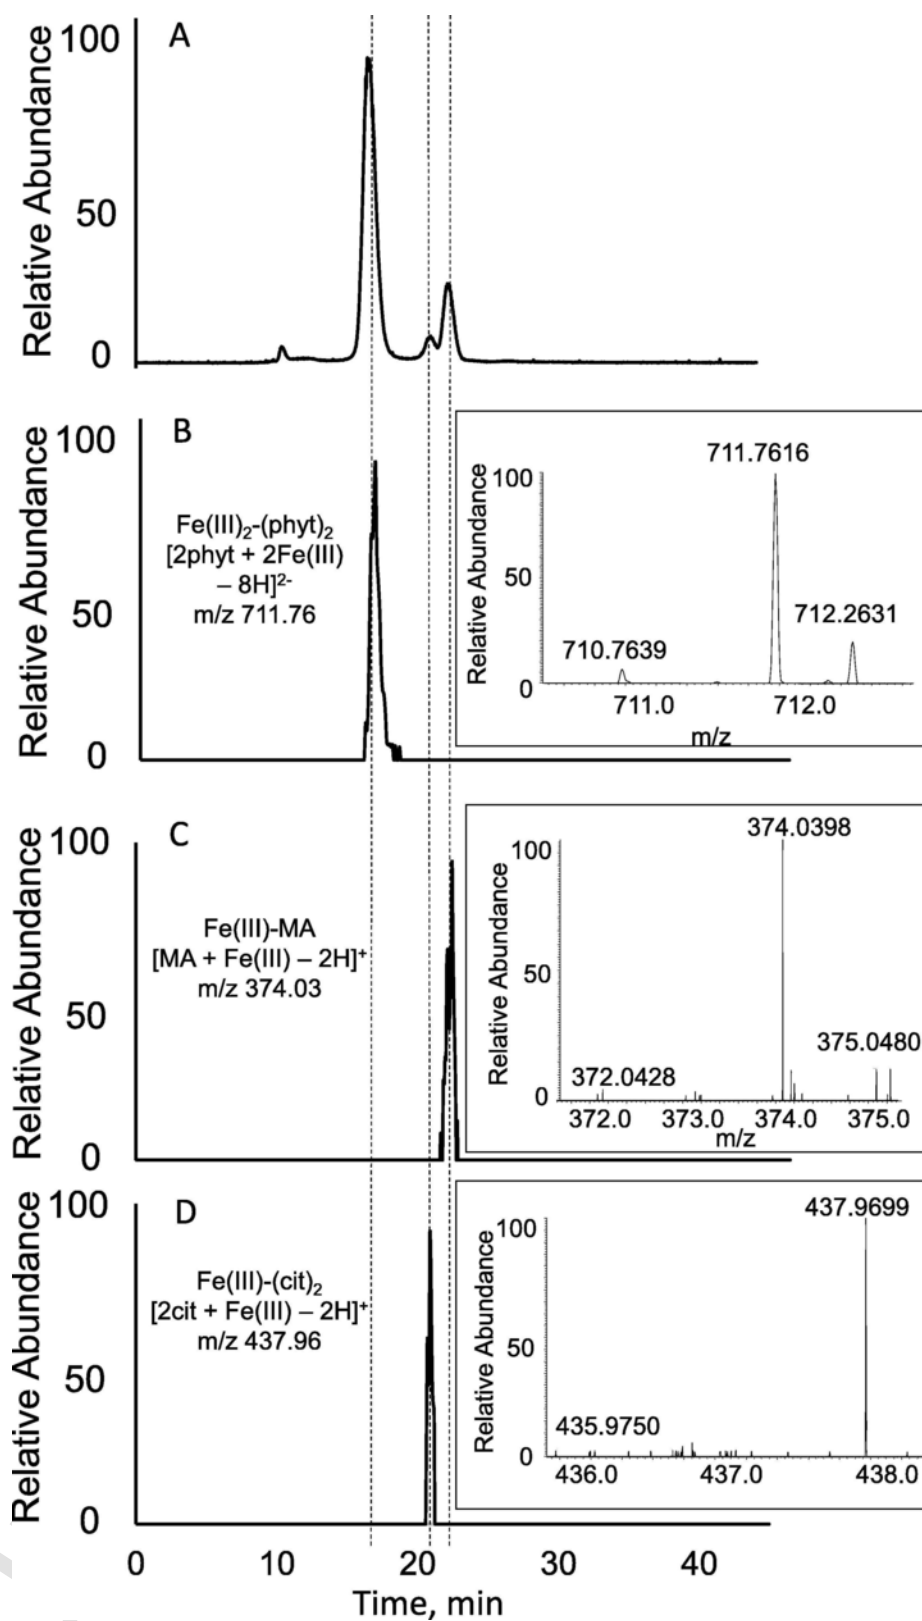 A
Relative Abundance
100
50
0
B
Relative Abundance
100
50
0
Fe(III)₂-(phyt)₂
[2phyt + 2Fe(III)
– 8H]²⁻
m/z 711.76
Relative Abundance
100
50
0
711.7616
712.2631
710.7639
711.0 712.0
m/z
C
Relative Abundance
100
50
0
Fe(III)-MA
[MA + Fe(III) – 2H]⁺
m/z 374.03
Relative Abundance
100
50
0
374.0398
375.0480
372.0428
372.0 373.0 374.0 375.0
m/z
D
Relative Abundance
100
50
0
Fe(III)-(cit)₂
[2cit + Fe(III) – 2H]⁺
m/z 437.96
Relative Abundance
100
50
0
437.9699
435.9750
436.0 437.0 438.0
0 10 20 30 40
Time, min